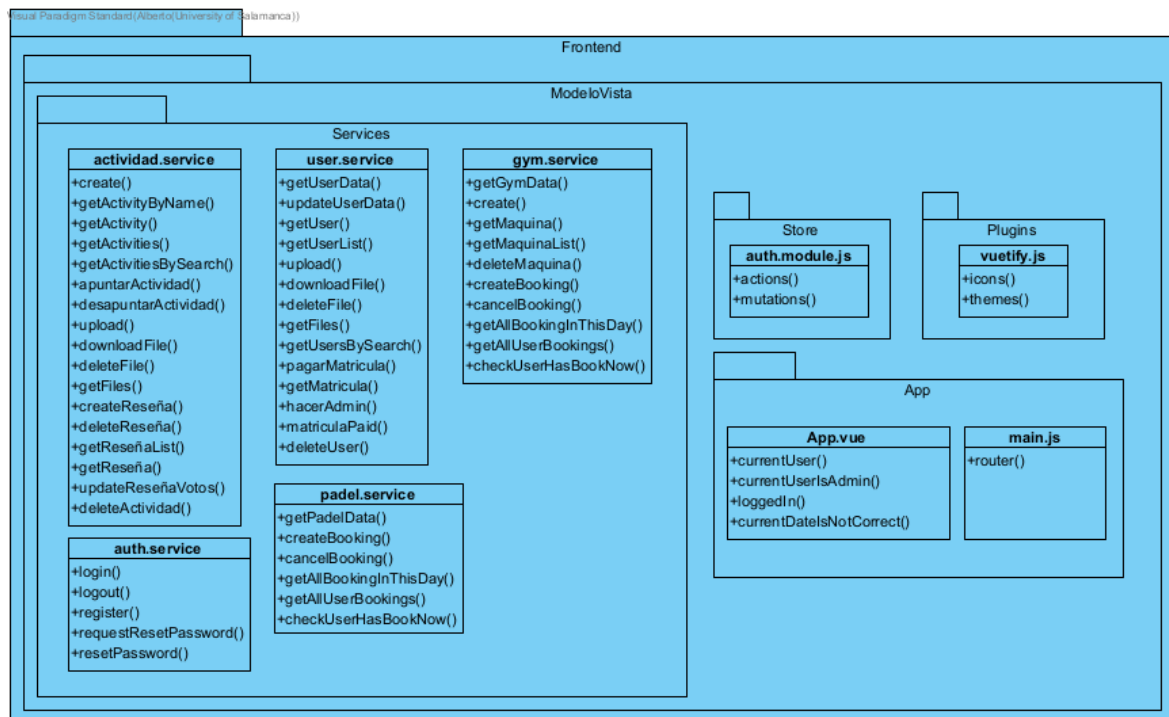 Visual Paradigm Standard(Alberto(University of Salamanca))
Frontend
ModeloVista
Services
actividad.service
+create()
+getActivityByName()
+getActivity()
+getActivities()
+getActivitiesBySearch()
+apuntarActividad()
+desapuntarActividad()
+upload()
+downloadFile()
+deleteFile()
+getFiles()
+createReseña()
+deleteReseña()
+getReseñaList()
+getReseña()
+updateReseñaVotos()
+deleteActividad()
user.service
+getUserData()
+updateUserData()
+getUser()
+getUserList()
+upload()
+downloadFile()
+deleteFile()
+getFiles()
+getUsersBySearch()
+pagarMatricula()
+getMatricula()
+hacerAdmin()
+matriculaPaid()
+deleteUser()
gym.service
+getGymData()
+create()
+getMaquina()
+getMaquinaList()
+deleteMaquina()
+createBooking()
+cancelBooking()
+getAllBookingInThisDay()
+getAllUserBookings()
+checkUserHasBookNow()
auth.service
+login()
+logout()
+register()
+requestResetPassword()
+resetPassword()
padel.service
+getPadelData()
+createBooking()
+cancelBooking()
+getAllBookingInThisDay()
+getAllUserBookings()
+checkUserHasBookNow()
Store
auth.module.js
+actions()
+mutations()
Plugins
vuetify.js
+icons()
+themes()
App
App.vue
+currentUser()
+currentUserIsAdmin()
+loggedIn()
+currentDateIsNotCorrect()
main.js
+router()